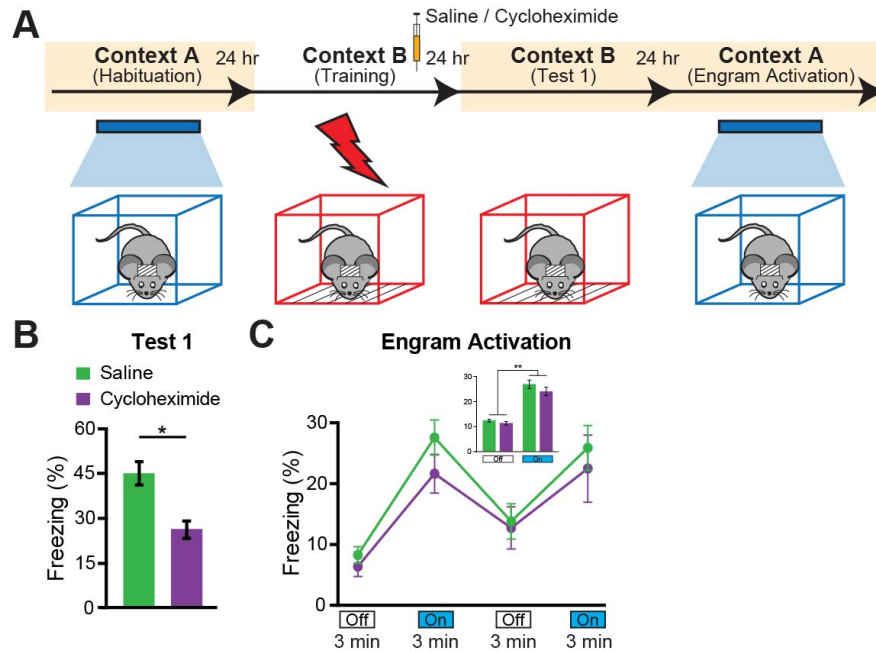 A
Saline / Cycloheximide
Context A 24 hr Context B 24 hr Context B 24 hr Context A
(Habituation) (Training) (Test 1) (Engram Activation)
B
Test 1
Saline
Cycloheximide
*
60
45
30
15
0
Freezing (%)
C
Engram Activation
**
30
20
10
0
Off On
30
20
10
0
Freezing (%)
Off On Off On
3 min 3 min 3 min 3 min